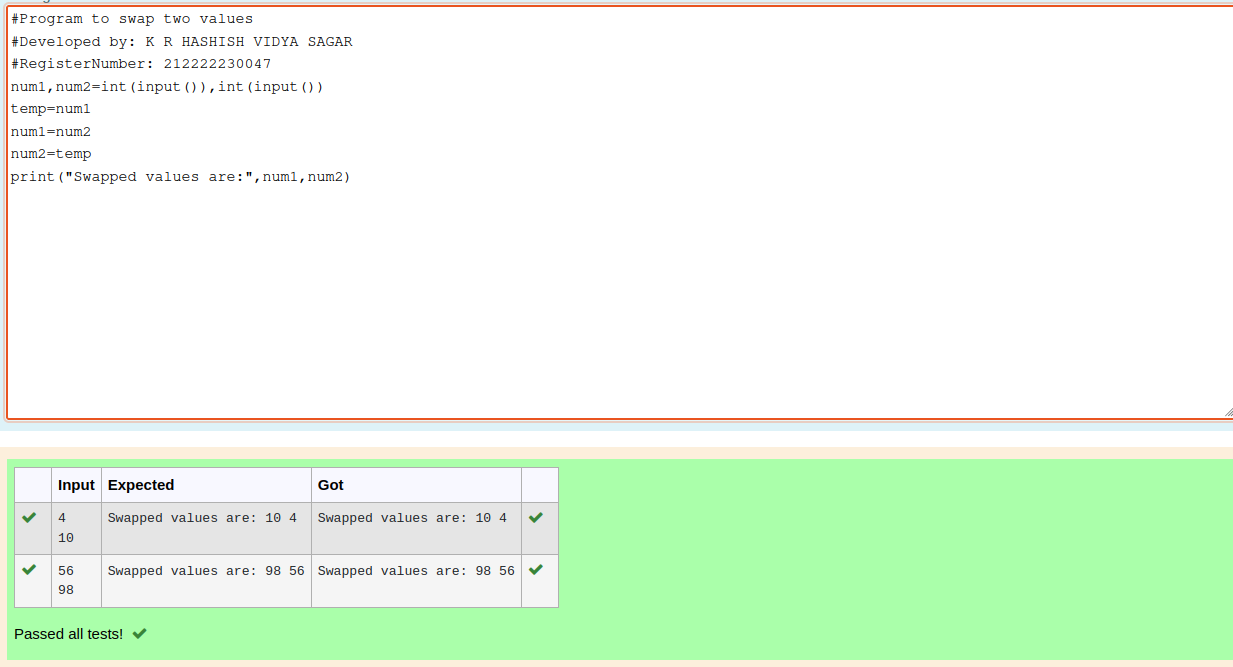 #Program to swap two values
#Developed by: K R HASHISH VIDYA SAGAR
#RegisterNumber: 212222230047
num1,num2=int(input()),int(input())
temp=num1
num1=num2
num2=temp
print("Swapped values are:",num1,num2)
Input Expected Got
4 Swapped values are: 10 4 Swapped values are: 10 4
10
56 Swapped values are: 98 56 Swapped values are: 98 56
98
Passed all tests!